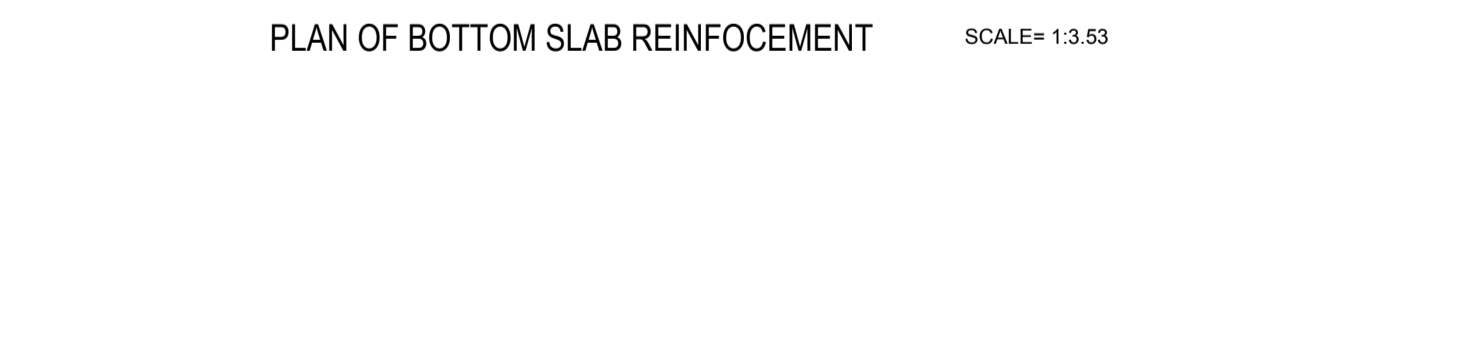 PLAN OF BOTTOM SLAB REINFOCEMENT SCALE= 1:3.53